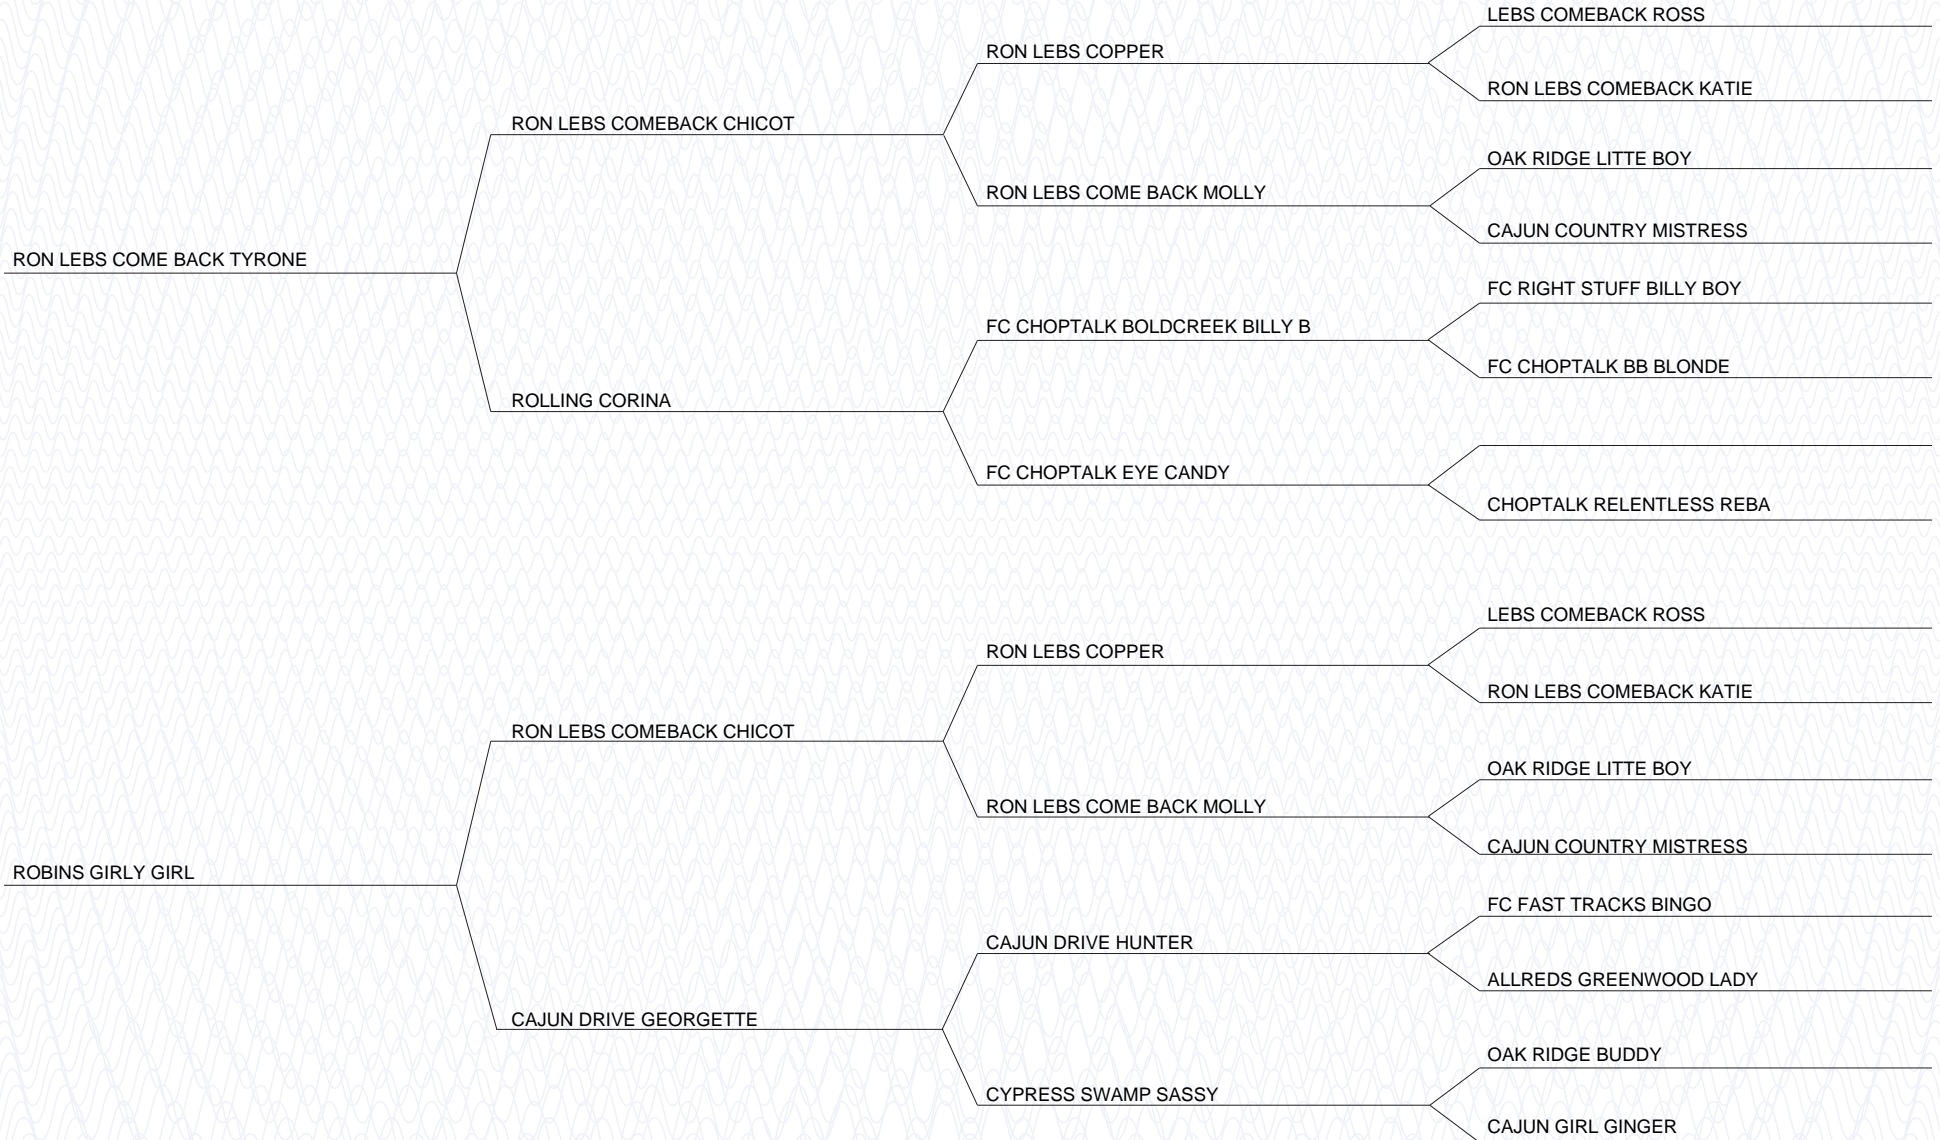 LEBS COMEBACK ROSS
RON LEBS COPPER
RON LEBS COMEBACK KATIE
RON LEBS COMEBACK CHICOT
OAK RIDGE LITTE BOY
RON LEBS COME BACK MOLLY
CAJUN COUNTRY MISTRESS
RON LEBS COME BACK TYRONE
FC RIGHT STUFF BILLY BOY
FC CHOPTALK BOLDCREEK BILLY B
FC CHOPTALK BB BLONDE
ROLLING CORINA
FC CHOPTALK EYE CANDY
CHOPTALK RELENTLESS REBA
LEBS COMEBACK ROSS
RON LEBS COPPER
RON LEBS COMEBACK KATIE
RON LEBS COMEBACK CHICOT
OAK RIDGE LITTE BOY
RON LEBS COME BACK MOLLY
CAJUN COUNTRY MISTRESS
ROBINS GIRLY GIRL
FC FAST TRACKS BINGO
CAJUN DRIVE HUNTER
ALLREDS GREENWOOD LADY
CAJUN DRIVE GEORGETTE
OAK RIDGE BUDDY
CYPRESS SWAMP SASSY
CAJUN GIRL GINGER